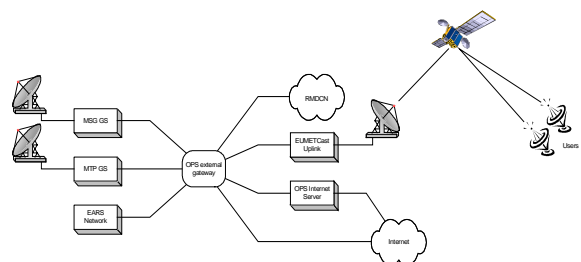 MSG GS
MTP GS
EARS
Network
OPS external
gateway
RMDCN
EUMETCast
Uplink
OPS Internet
Server
Internet
Users